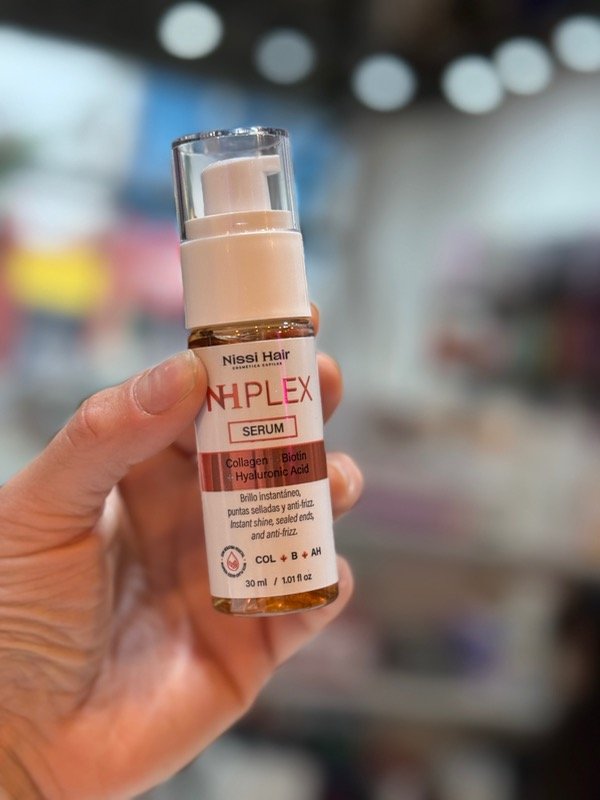 Nissi Hair
COSMÉTICA CAPILAR
NHPLEX
SERUM
Collagen + Biotin
+ Hyaluronic Acid
Brillo instantáneo,
puntas selladas y anti-frizz.
Instant shine, sealed ends,
and anti-frizz.
COL + B + AH
30 ml / 1.01 fl oz